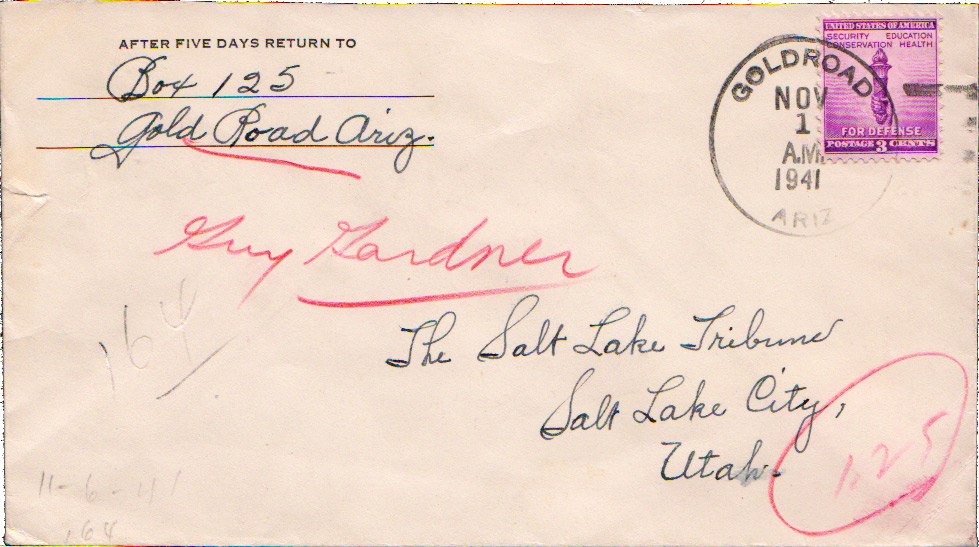 AFTER FIVE DAYS RETURN TO
Box 125
Gold Road Ariz.
UNITED STATES OF AMERICA
SECURITY EDUCATION
CONSERVATION HEALTH
FOR DEFENSE
POSTAGE 3 CENTS
GOLDROAD
NOV
1
A.M.
1941
ARIZ
Guy Gardner
164
The Salt Lake Tribune
Salt Lake City,
Utah.
1.25
11-6-41
164